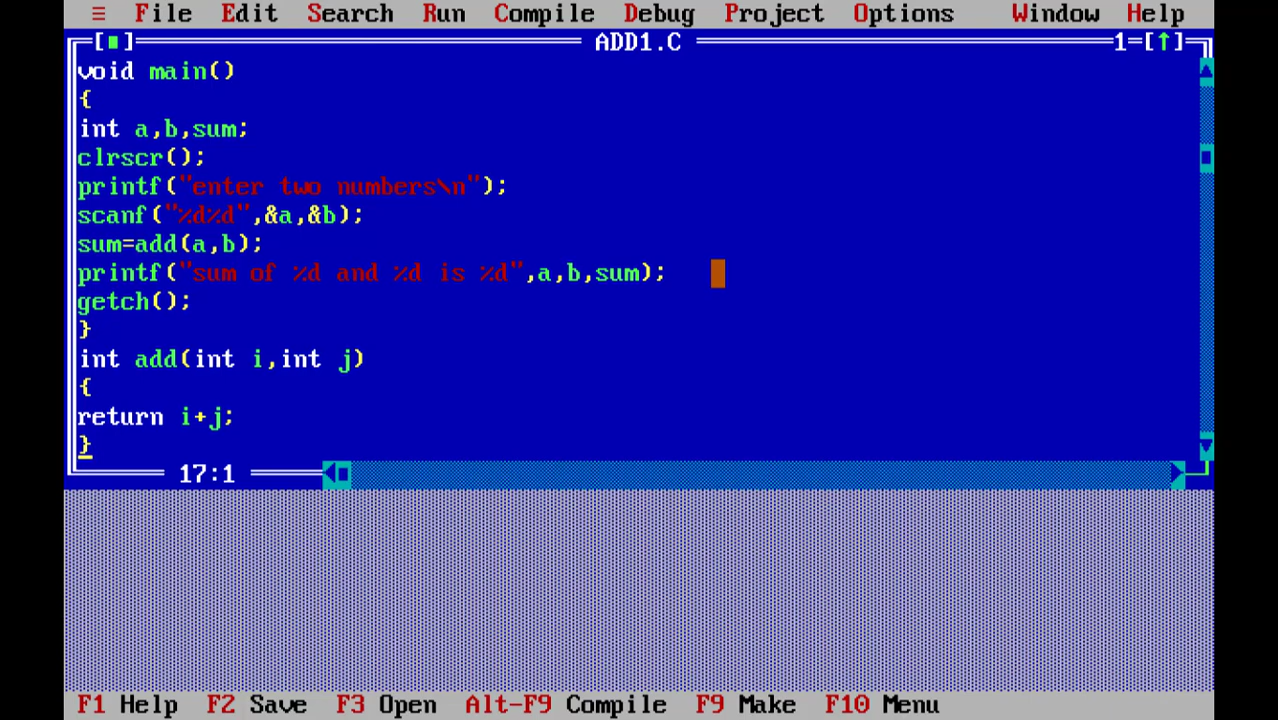 ≡ File Edit Search Run Compile Debug Project Options Window Help
[■] ADD1.C 1=[↑]
void main()
{
int a,b,sum;
clrscr();
printf("enter two numbers\n");
scanf("%d%d",&a,&b);
sum=add(a,b);
printf("sum of %d and %d is %d",a,b,sum);
getch();
}
int add(int i,int j)
{
return i+j;
}
17:1
F1 Help F2 Save F3 Open Alt-F9 Compile F9 Make F10 Menu